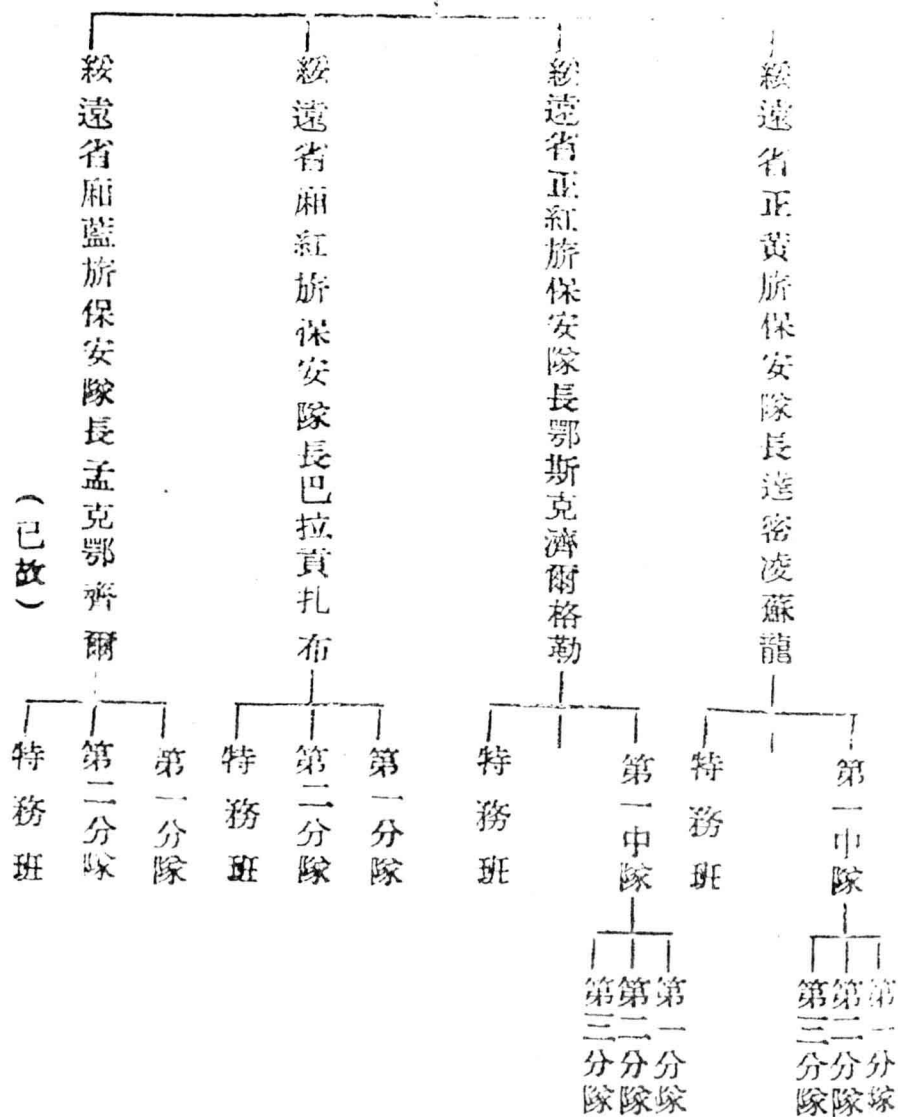 綏遠省正黃旂保安隊長達密凌蘇龍
第一中隊
第一分隊
第二分隊
第三分隊
特務班
綏遠省正紅旂保安隊長鄂斯克濟爾格勒
第一中隊
第一分隊
第二分隊
第三分隊
特務班
綏遠省廂紅旂保安隊長巴拉貢扎布
第一分隊
第二分隊
特務班
綏遠省廂藍旂保安隊長孟克鄂齊爾
(已故)
第一分隊
第二分隊
特務班